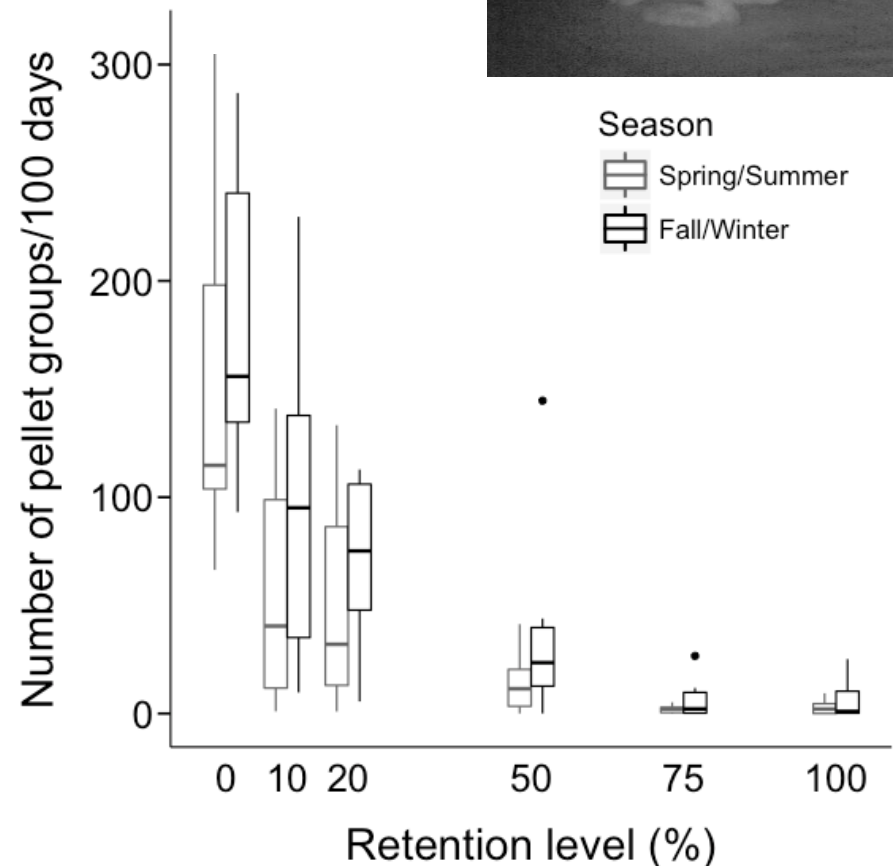 Number of pellet groups/100 days
300
200
100
0
Season
Spring/Summer
Fall/Winter
0 10 20 50 75 100
Retention level (%)